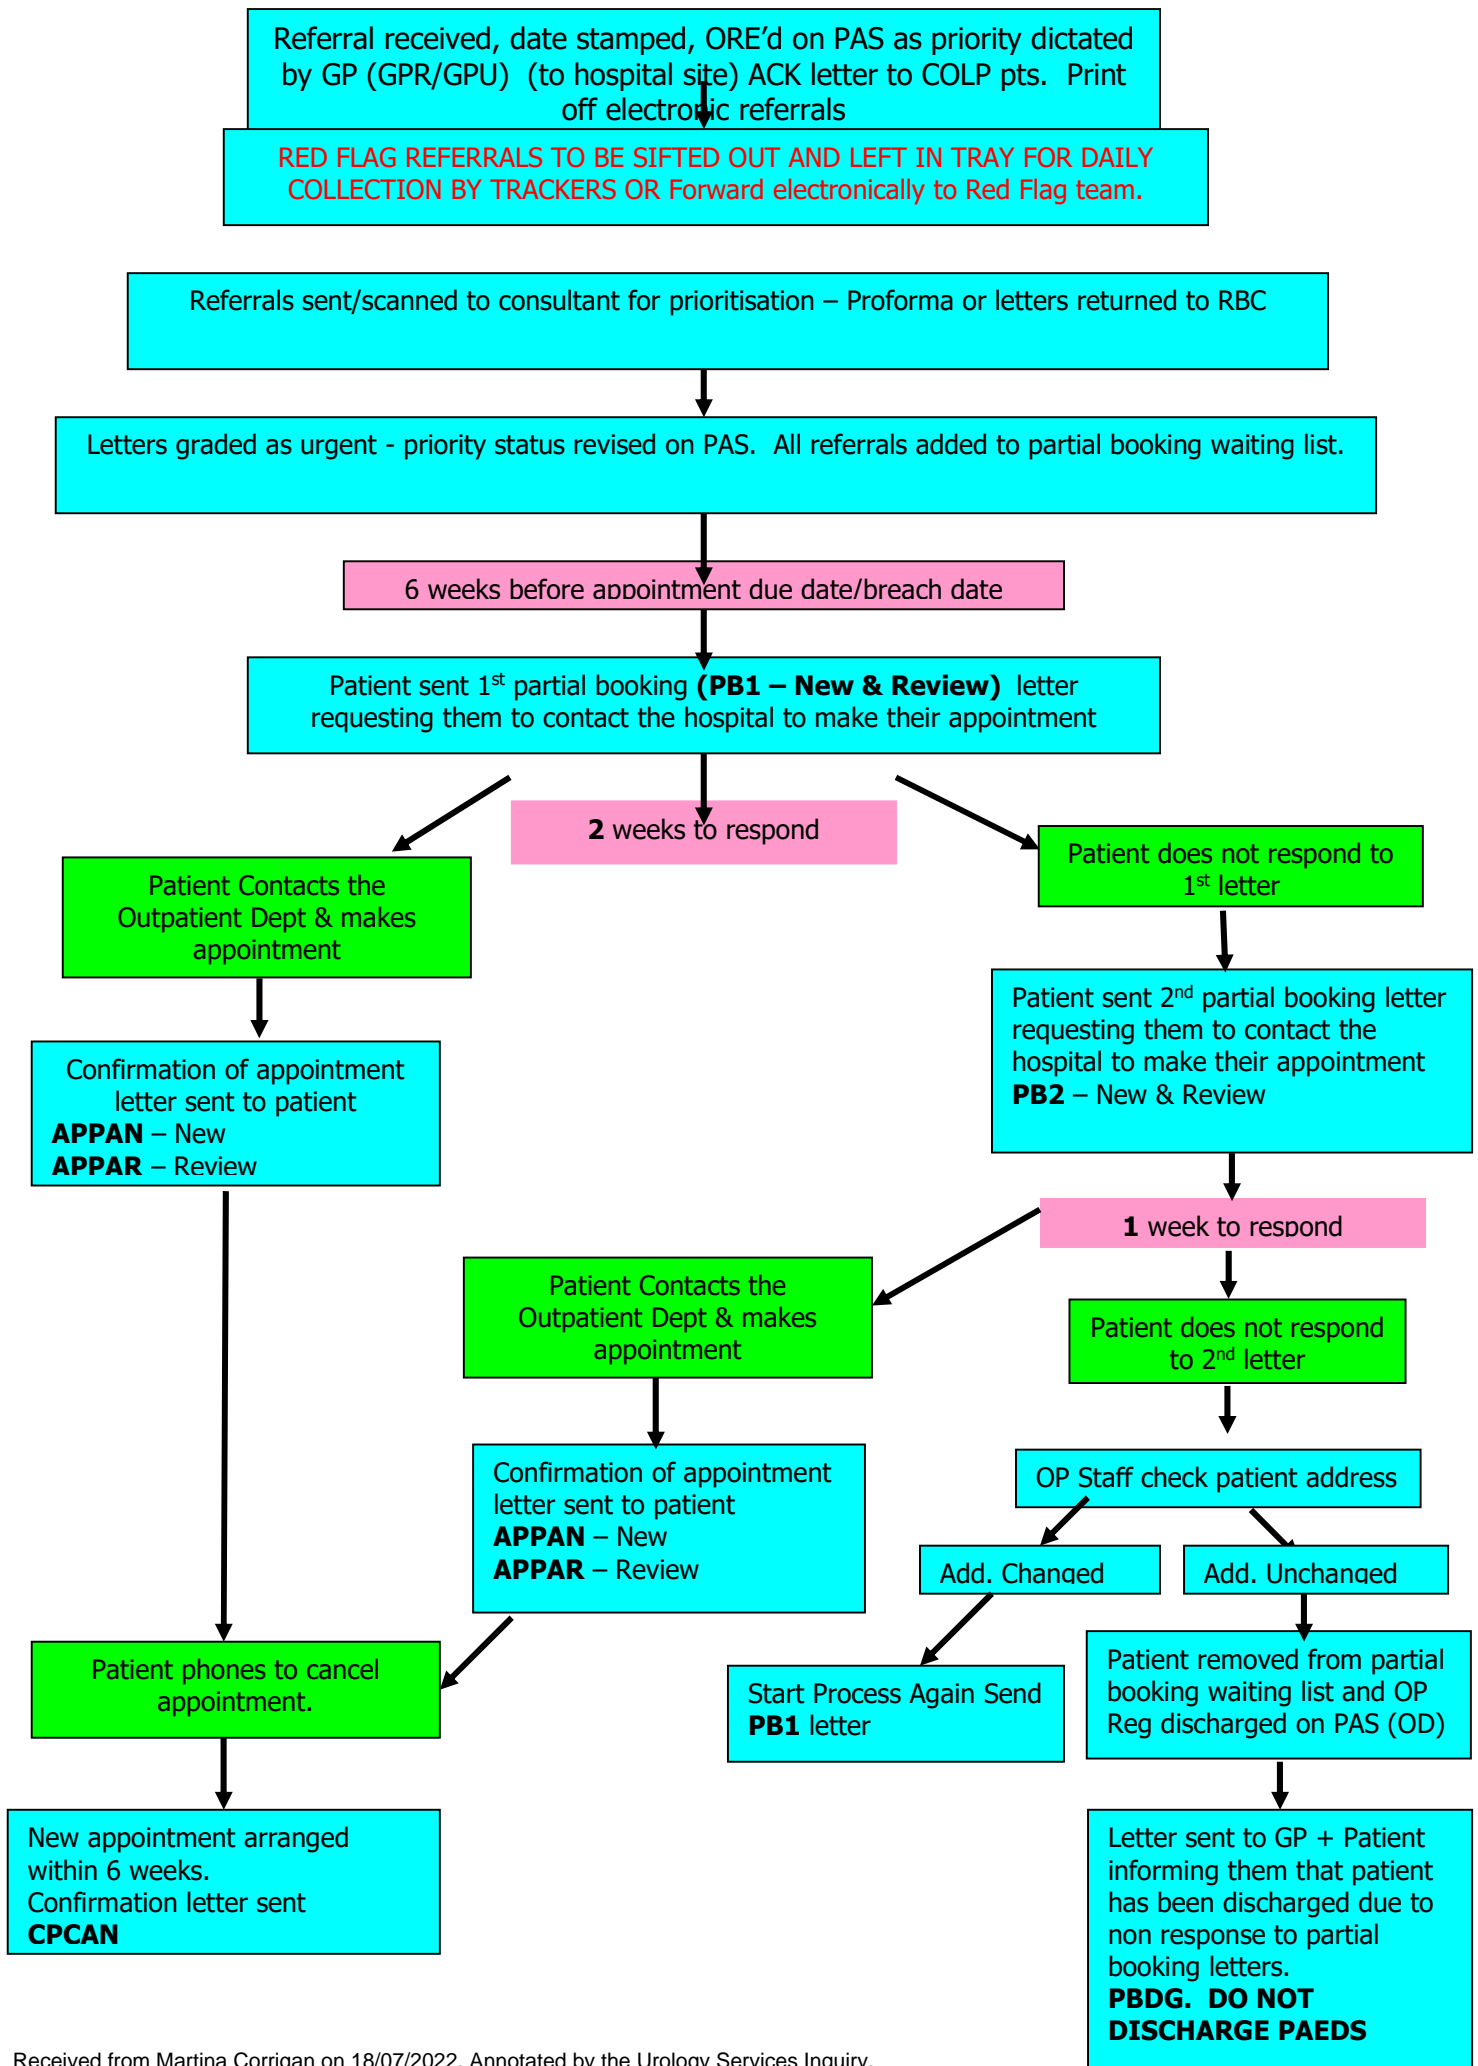 Referral received, date stamped, ORE’d on PAS as priority dictated
by GP (GPR/GPU)  (to hospital site) ACK letter to COLP pts.  Print
off electronic referrals
RED FLAG REFERRALS TO BE SIFTED OUT AND LEFT IN TRAY FOR DAILY
COLLECTION BY TRACKERS OR Forward electronically to Red Flag team.
Referrals sent/scanned to consultant for prioritisation – Proforma or letters returned to RBC
Letters graded as urgent - priority status revised on PAS.  All referrals added to partial booking waiting list.
6 weeks before appointment due date/breach date
Patient sent 1st partial booking (PB1 – New & Review)  letter
requesting them to contact the hospital to make their appointment
2 weeks to respond
Patient Contacts the
Outpatient Dept & makes
appointment
Patient does not respond to
1st letter
Confirmation of appointment
letter sent to patient
APPAN – New
APPAR – Review
Patient sent 2nd partial booking letter
requesting them to contact the
hospital to make their appointment
PB2 – New & Review
1 week to respond
Patient Contacts the
Outpatient Dept & makes
appointment
Patient does not respond
to 2nd letter
Confirmation of appointment
letter sent to patient
APPAN – New
APPAR – Review
OP Staff check patient address
Add. Changed
Add. Unchanged
Patient phones to cancel
appointment.
Start Process Again Send
PB1 letter
Patient removed from partial
booking waiting list and OP
Reg discharged on PAS (OD)
New appointment arranged
within 6 weeks.
Confirmation letter sent
CPCAN
Letter sent to GP + Patient
informing them that patient
has been discharged due to
non response to partial
booking letters.
PBDG.  DO NOT
DISCHARGE PAEDS
Received from Martina Corrigan on 18/07/2022. Annotated by the Urology Services Inquiry.